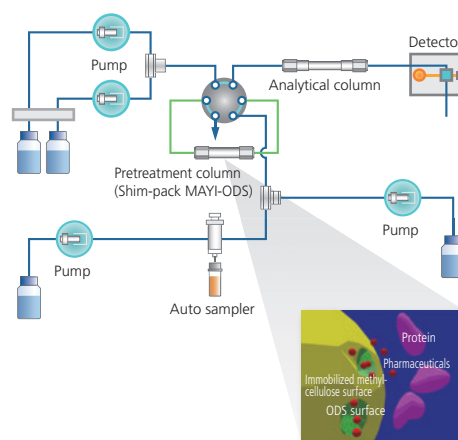 Detecto
Pump
Analytical column
Pretreatment column
(Shim-pack MAYI-ODS)
Pump
Pump
Auto sampler
Protein
Pharmaceuticals
Immobilized methyl-
cellulose surface
ODS surface